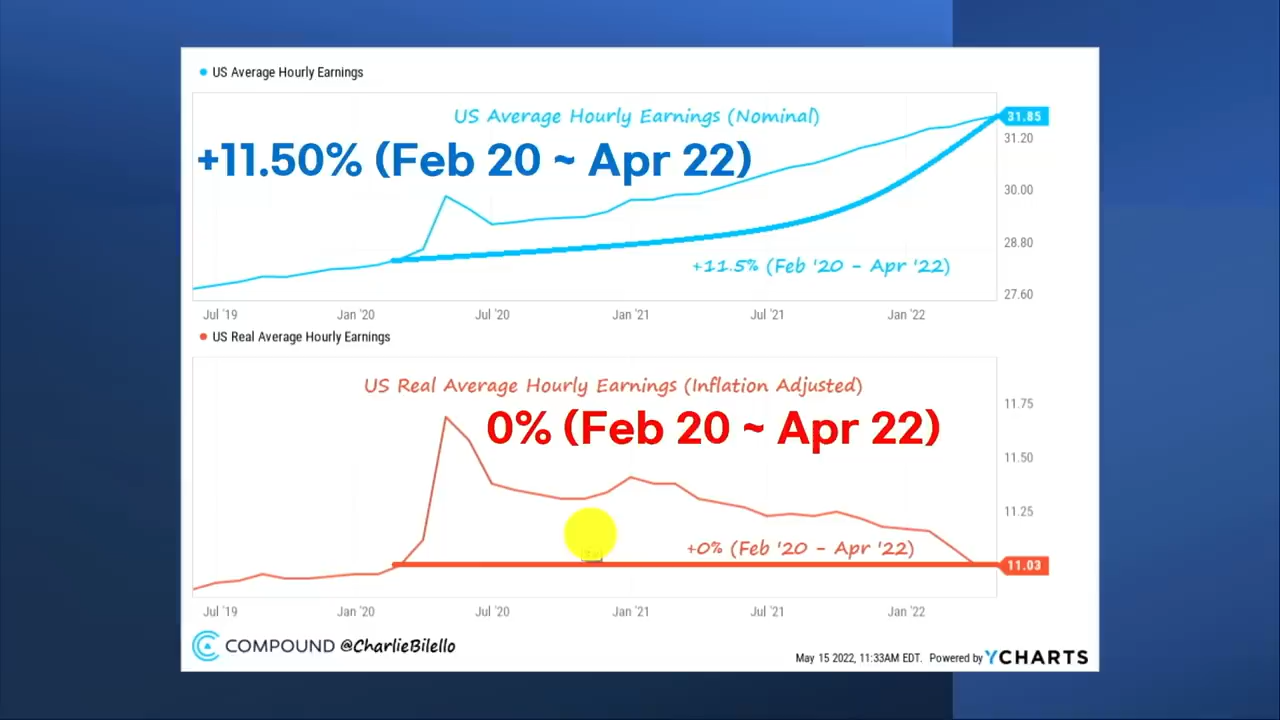 US Average Hourly Earnings
US Average Hourly Earnings (Nominal)
+11.50% (Feb 20 ~ Apr 22)
31.85
31.20
30.00
28.80
+11.5% (Feb '20 - Apr '22)
27.60
Jul '19 Jan '20 Jul '20 Jan '21 Jul '21 Jan '22
US Real Average Hourly Earnings
US Real Average Hourly Earnings (Inflation Adjusted)
11.75
0% (Feb 20 ~ Apr 22)
11.50
11.25
+0% (Feb '20 - Apr '22)
11.03
Jul '19 Jan '20 Jul '20 Jan '21 Jul '21 Jan '22
COMPOUND @CharlieBilello
May 15 2022, 11:33AM EDT. Powered by YCHARTS